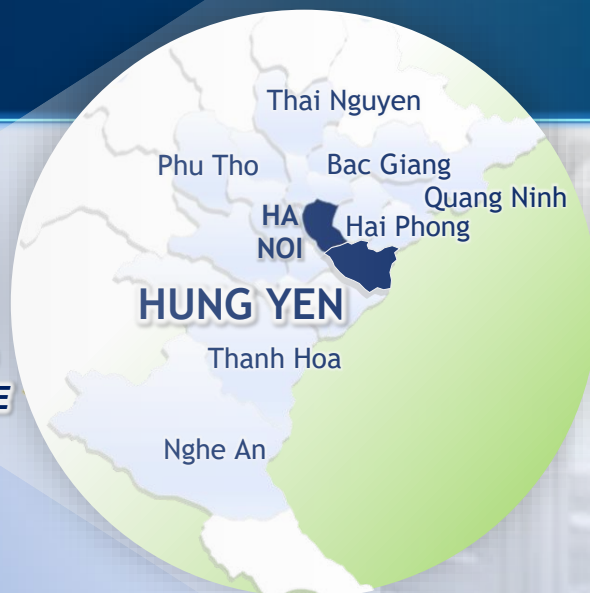 Thai Nguyen
Phu Tho
Bac Giang
Quang Ninh
HA
NOI
Hai Phong
HUNG YEN
Thanh Hoa
E
Nghe An